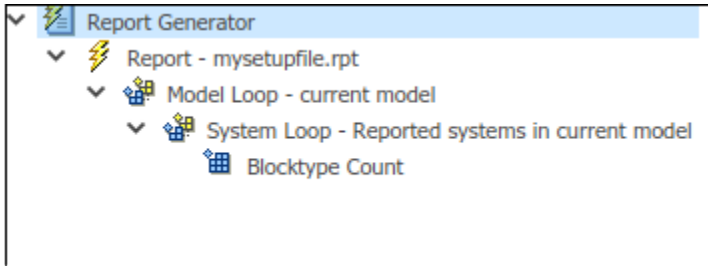 Report Generator
Report - mysetupfile.rpt
Model Loop - current model
System Loop - Reported systems in current model
Blocktype Count